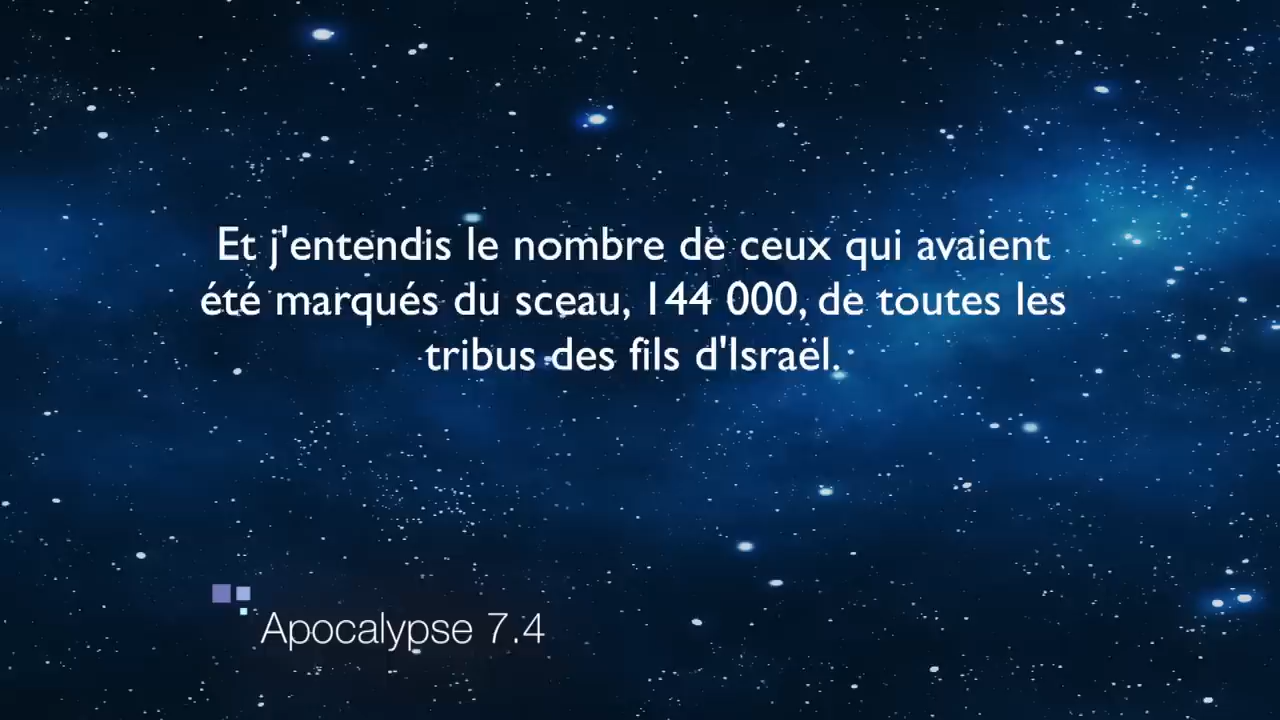 Et j'entendis le nombre de ceux qui avaient
été marqués du sceau, 144 000, de toutes les
tribus des fils d'Israël.
Apocalypse 7.4